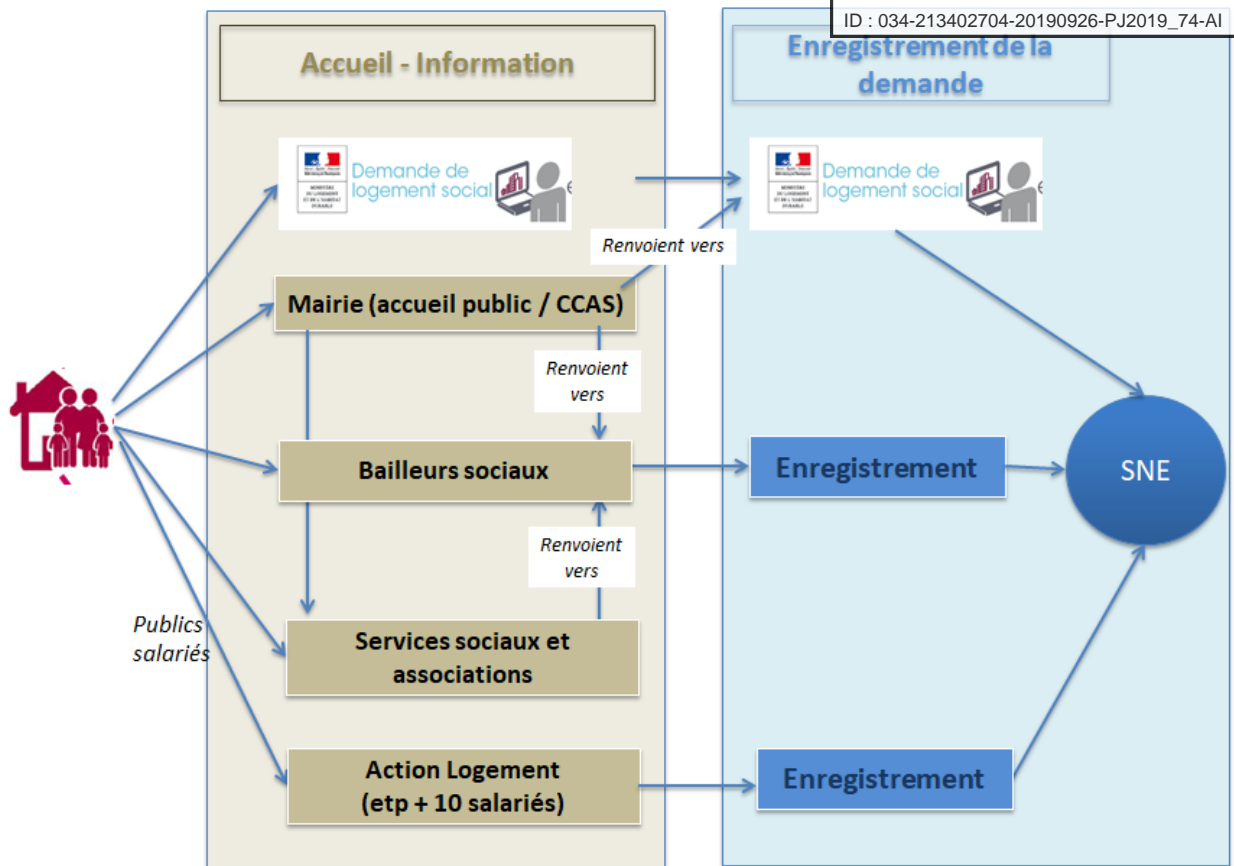 ID : 034-213402704-20190926-PJ2019_74-AI
Accueil - Information
Enregistrement de la
demande
Demande de
logement social
Demande de
logement social
Renvoient vers
Mairie (accueil public / CCAS)
Renvoient
vers
Bailleurs sociaux
Enregistrement
SNE
Renvoient
vers
Publics
salariés
Services sociaux et
associations
Action Logement
(etp + 10 salariés)
Enregistrement